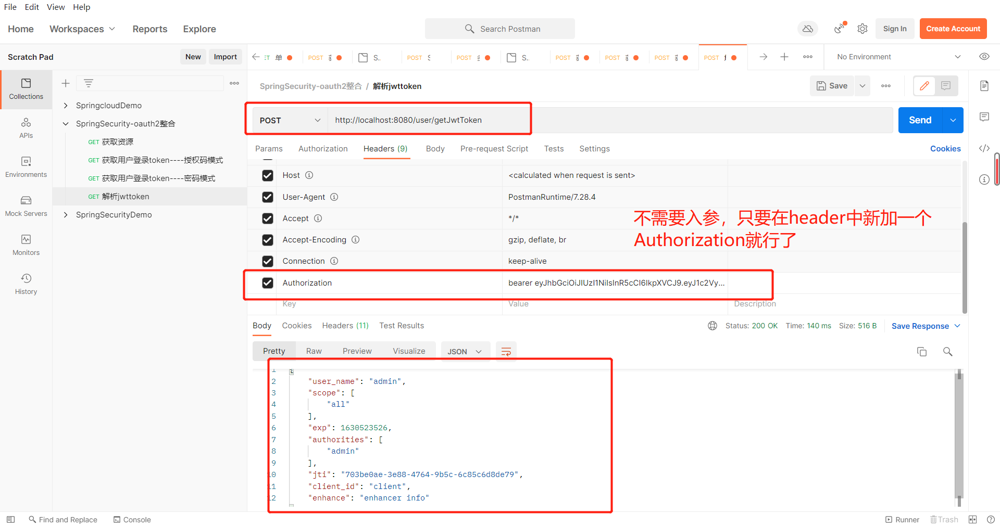 File Edit View Help
Home Workspaces Reports Explore Search Postman Sign In Create Account
Scratch Pad New Import
单 POST POST S POST S.. POST POST POST POST No Environment
Collections
APIs
Environments
Mock Servers
Monitors
History
SpringcloudDemo
SpringSecurity-oauth2整合
GET 获取资源
GET 获取用户登录token----授权码模式
GET 获取用户登录token----密码模式
GET 解析jwttoken
SpringSecurityDemo
SpringSecurity-oauth2整合 / 解析jwttoken Save
POST http://localhost:8080/user/getJwtToken Send
Params Authorization Headers (9) Body Pre-request Script Tests Settings Cookies
Host <calculated when request is sent>
User-Agent PostmanRuntime/7.28.4
Accept */*
Accept-Encoding gzip, deflate, br
Connection keep-alive
Authorization bearer eyJhbGciOiJIUzI1NiIsInR5cCI6IkpXVCJ9.eyJ1c2Vy...
Key Value Description
不需要入参，只要在header中新加一个
Authorization就行了
Body Cookies Headers (11) Test Results Status: 200 OK Time: 140 ms Size: 516 B Save Response
Pretty Raw Preview Visualize JSON
1 {
2 "user_name": "admin",
3 "scope": [
4 "all"
5 ],
6 "exp": 1630523526,
7 "authorities": [
8 "admin"
9 ],
10 "jti": "703be0ae-3e88-4764-9b5c-6c85c6d8de79",
11 "client_id": "client",
12 "enhance": "enhancer info"
Find and Replace Console Runner Trash